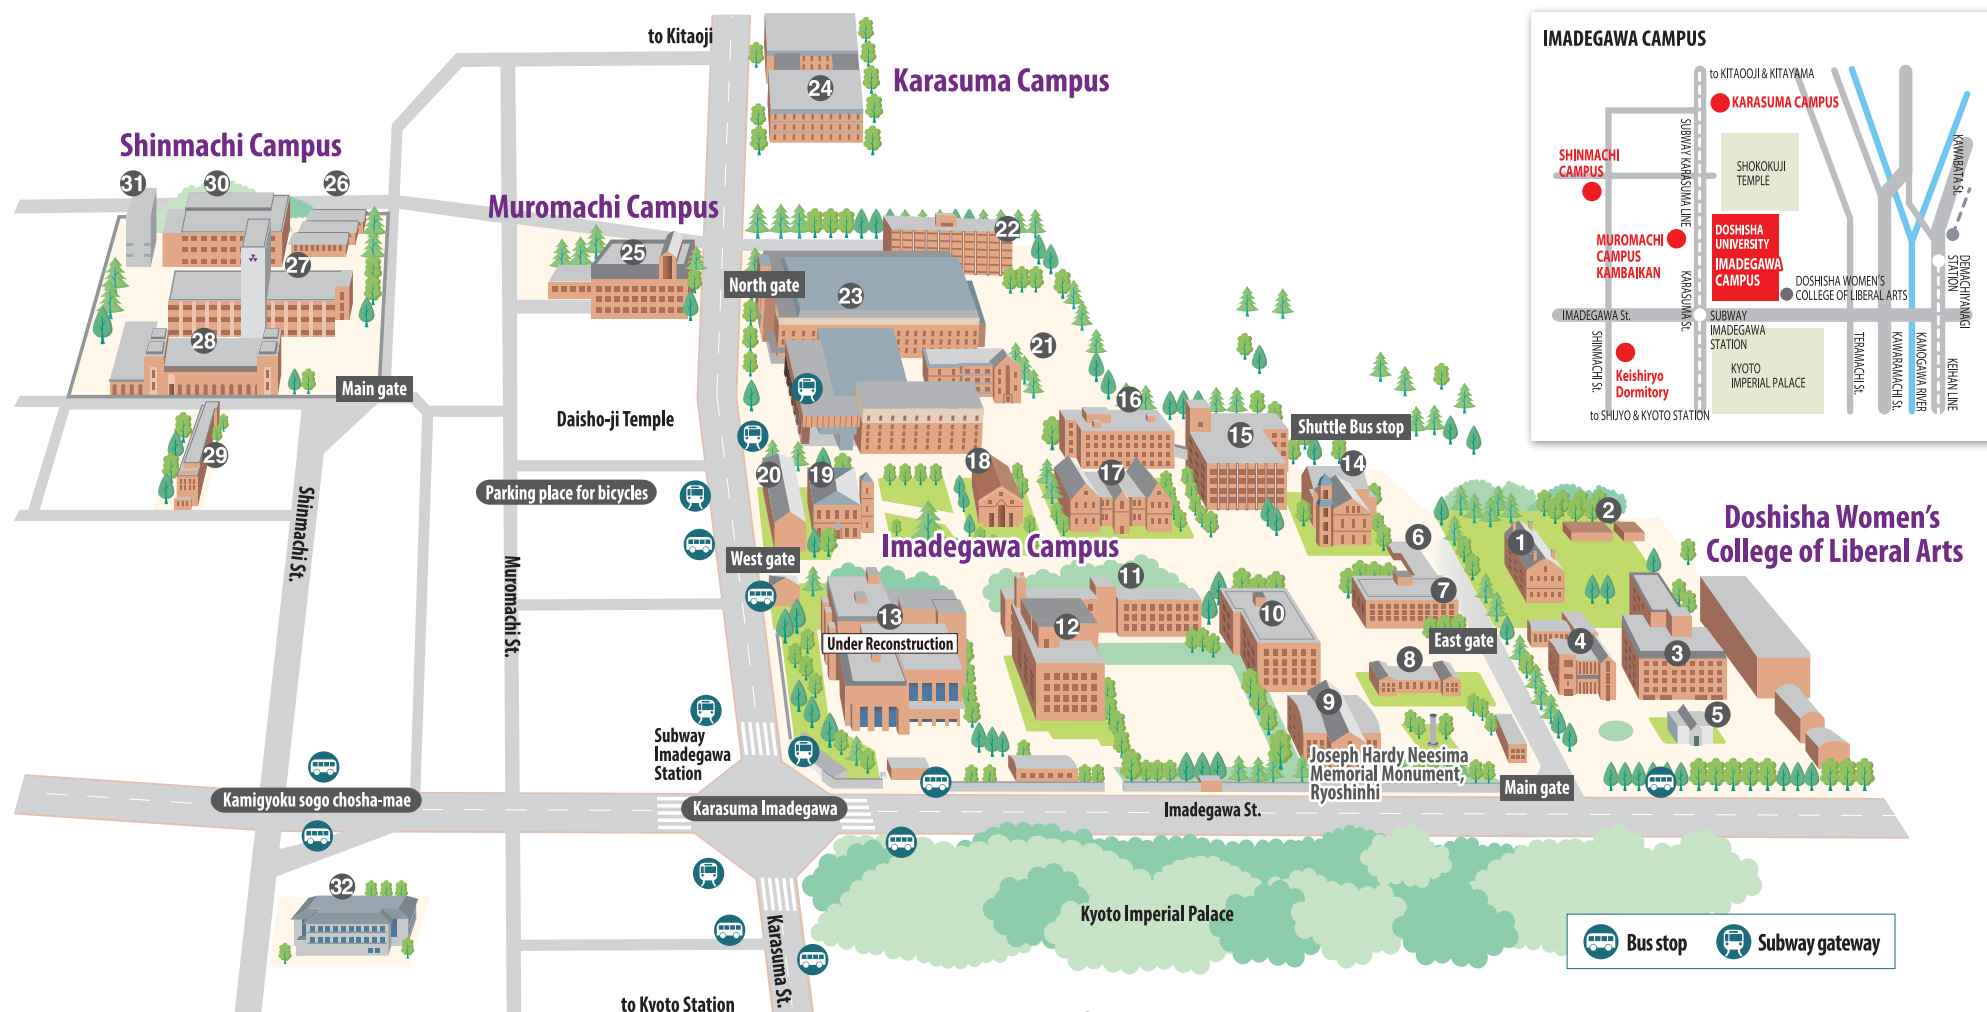 to Kitaoji
Karasuma Campus
24
Shinmachi Campus
31
30
26
27
28
Main gate
29
Muromachi Campus
25
North gate
22
23
21
Daisho-ji Temple
Parking place for bicycles
16
15
Shuttle Bus stop
14
20
19
18
17
West gate
Imadegawa Campus
6
7
1
2
Doshisha Women's
College of Liberal Arts
13
Under Reconstruction
12
11
10
East gate
8
4
3
9
5
Joseph Hardy Neesima
Memorial Monument,
Ryoshinhi
Main gate
Shinmachi St.
Muromachi St.
Subway
Imadegawa
Station
Kamigyoku sogo chosha-mae
Karasuma Imadegawa
Imadegawa St.
32
Karasuma St.
Kyoto Imperial Palace
to Kyoto Station
Bus stop
Subway gateway
IMADEGAWA CAMPUS
to KITAOOJI & KITAYAMA
KARASUMA CAMPUS
SUBWAY KARASUMA LINE
SHINMACHI
CAMPUS
SHOKOKUJI
TEMPLE
KAWABATA St.
MUROMACHI
CAMPUS
KAMBAIKAN
DOSHISHA
UNIVERSITY
IMADEGAWA
CAMPUS
DOSHISHA WOMEN'S
COLLEGE OF LIBERAL ARTS
DEMACHIYANAGI
STATION
KARASUMA St.
IMADEGAWA St.
SUBWAY
IMADEGAWA
STATION
SHINMACHI St.
Keishiryo
Dormitory
KYOTO
IMPERIAL PALACE
TERAMACHI St.
KAWARAMACHI St.
KAMOGAWA RIVER
KEIHAN LINE
to SHIJYO & KYOTO STATION